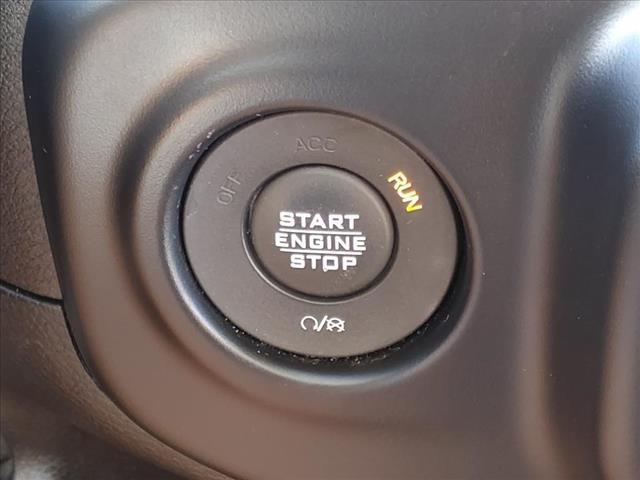 OFF
ACC
RUN
START
ENGINE
STOP